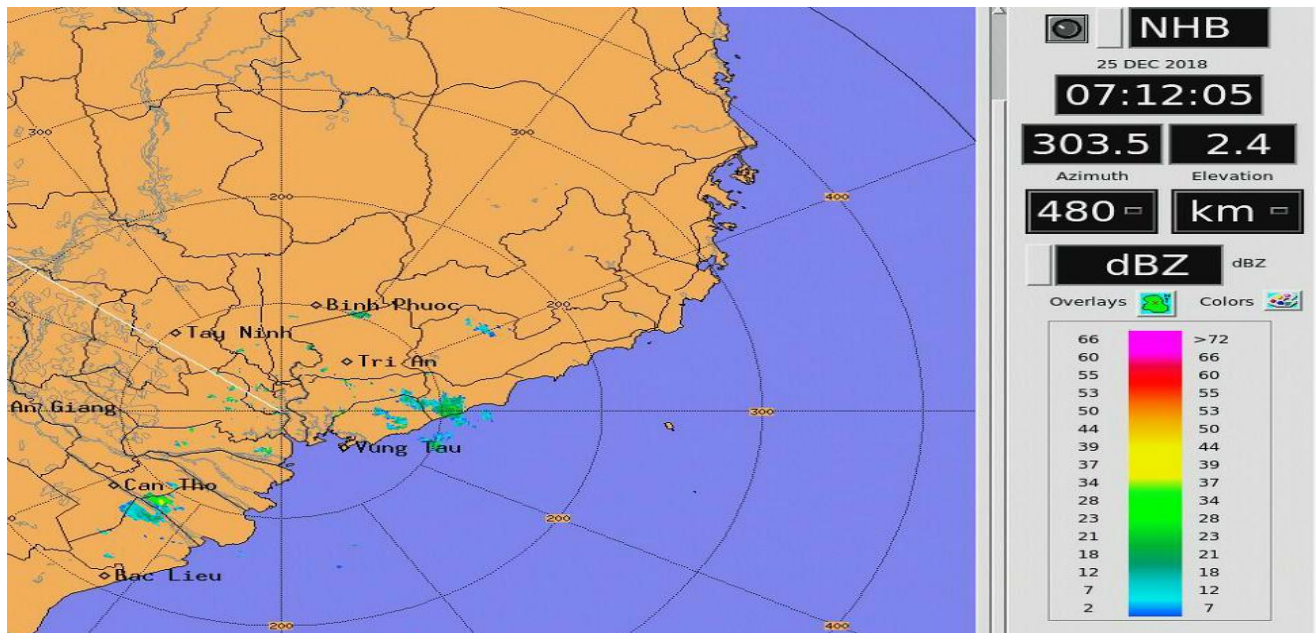 300
300
200
400
Binh Phuoc
200
Tay Ninh
Tri An
An Giang
300
Vung Tau
Can Tho
200
Bac Lieu
200
400
NHB
25 DEC 2018
07:12:05
303.5 2.4
Azimuth Elevation
480 km
dBZ dBZ
Overlays Colors
66 >72
60 66
55 60
53 55
50 53
44 50
39 44
37 39
34 37
28 34
23 28
21 23
18 21
12 18
7 12
2 7